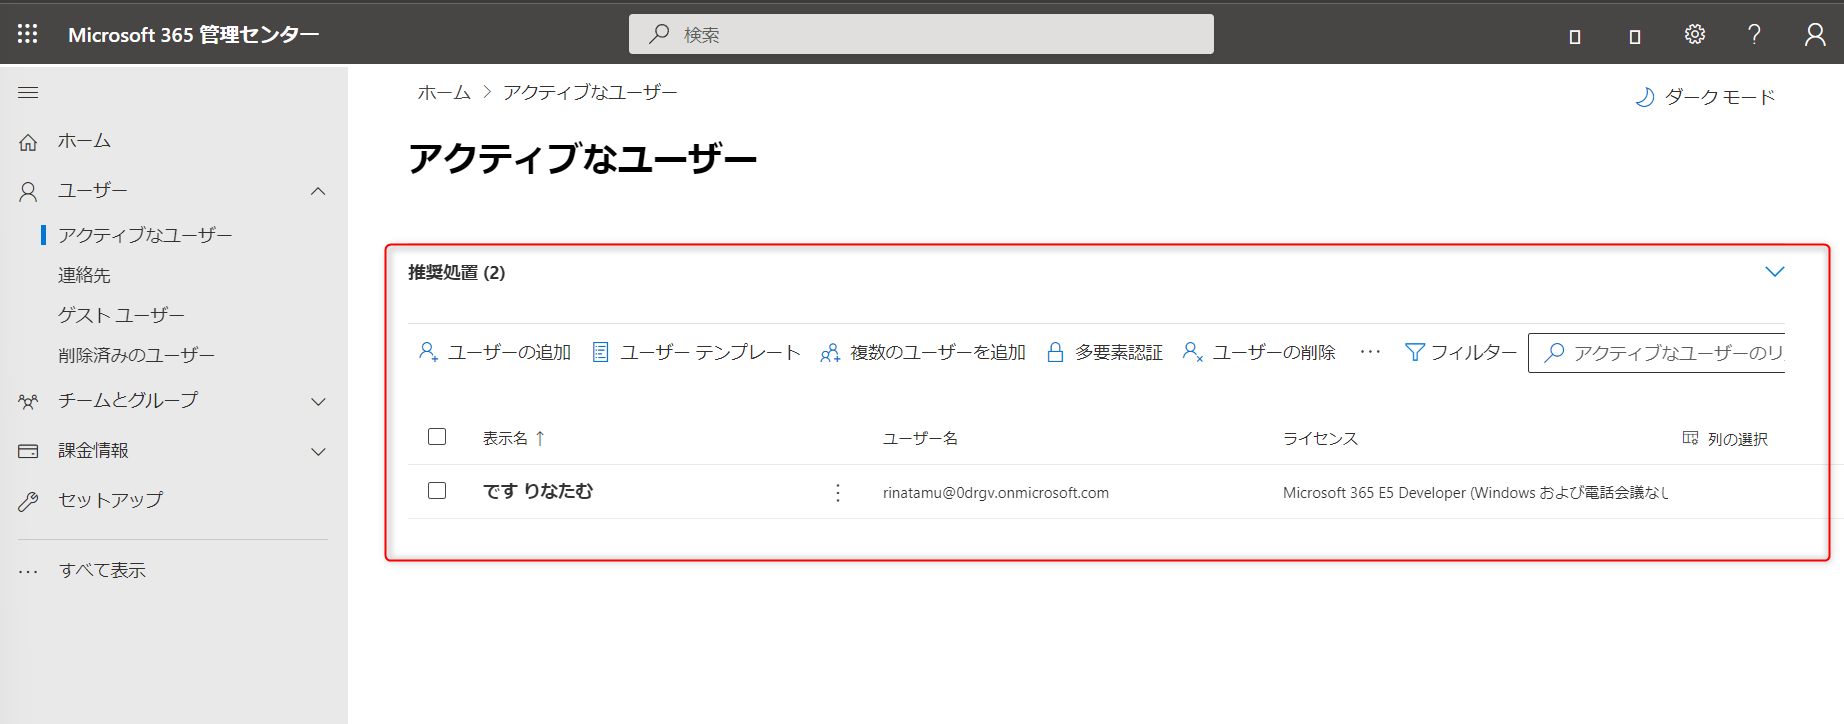 Microsoft 365 管理センター
検索
ホーム
ユーザー
アクティブなユーザー
連絡先
ゲスト ユーザー
削除済みのユーザー
チームとグループ
課金情報
セットアップ
すべて表示
ホーム > アクティブなユーザー
ダーク モード
アクティブなユーザー
推奨処置 (2)
ユーザーの追加 ユーザー テンプレート 複数のユーザーを追加 多要素認証 ユーザーの削除 … フィルター アクティブなユーザーのリ
表示名 ↑ ユーザー名 ライセンス 列の選択
です りなたむ rinatamu@0drgv.onmicrosoft.com Microsoft 365 E5 Developer (Windows および電話会議なし